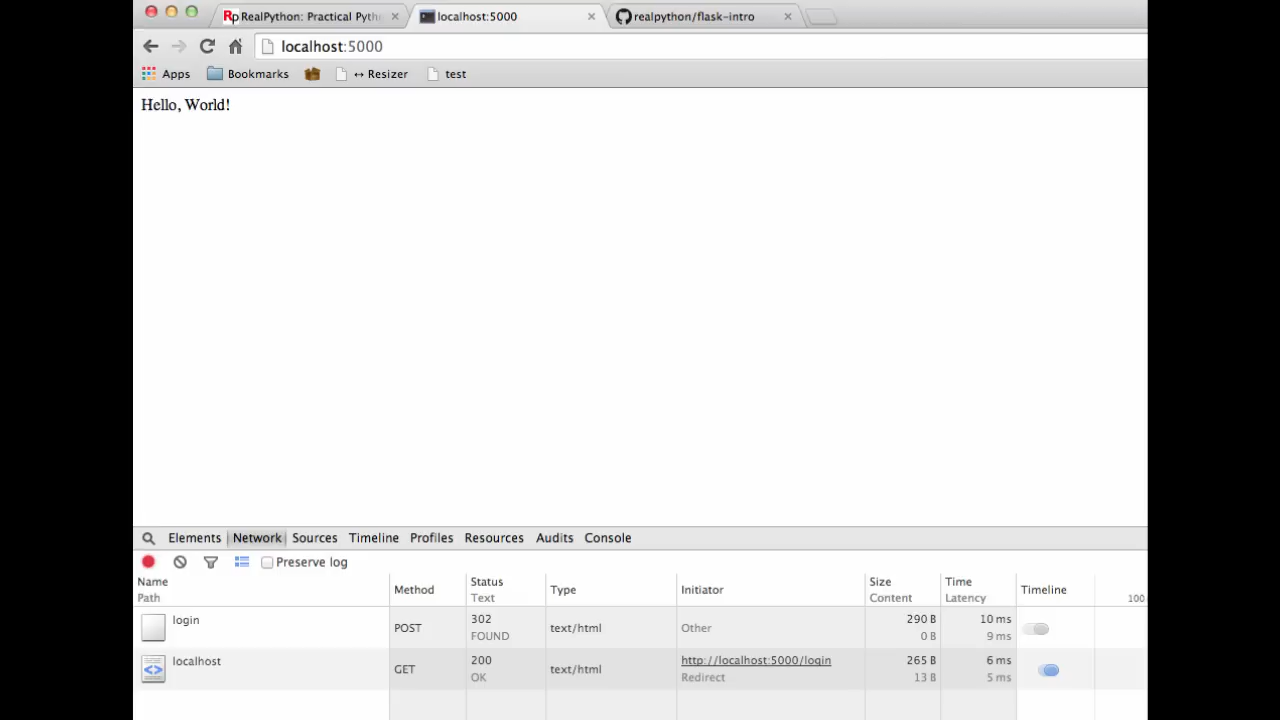 RealPython: Practical Pyth
localhost:5000
realpython/flask-intro
localhost:5000
Apps
Bookmarks
↔ Resizer
test
Hello, World!
Elements Network Sources Timeline Profiles Resources Audits Console
Preserve log
Name
Path
Method
Status
Text
Type
Initiator
Size
Content
Time
Latency
Timeline
100
login
POST
302
FOUND
text/html
Other
290 B
0 B
10 ms
9 ms
localhost
GET
200
OK
text/html
http://localhost:5000/login
Redirect
265 B
13 B
6 ms
5 ms